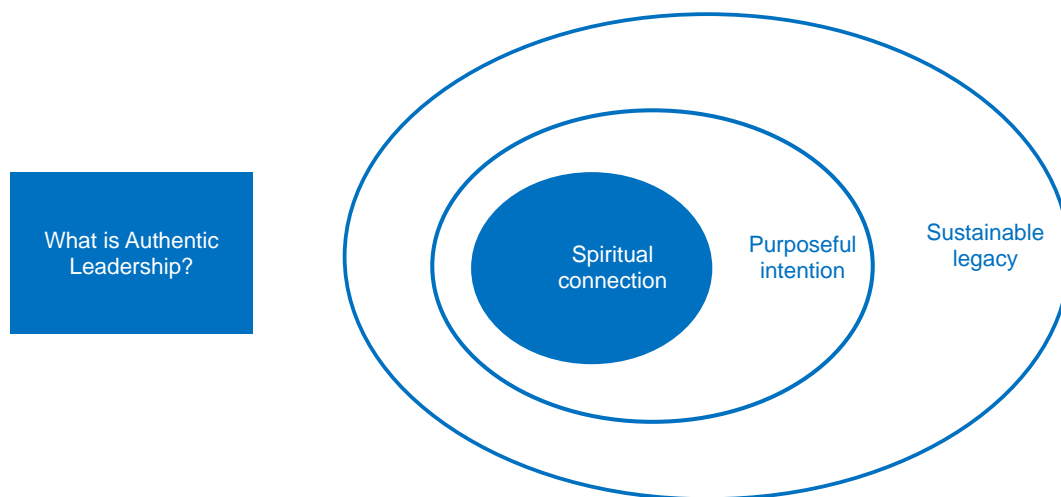 What is Authentic
Leadership?
Spiritual
connection
Purposeful
intention
Sustainable
legacy